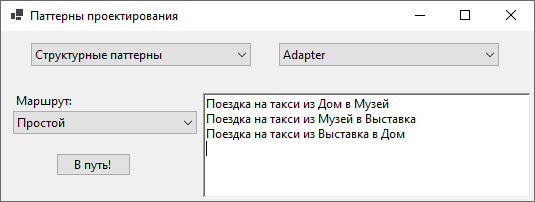 Паттерны проектирования
Структурные паттерны
Adapter
Маршрут:
Простой
В путь!
Поездка на такси из Дом в Музей
Поездка на такси из Музей в Выставка
Поездка на такси из Выставка в Дом